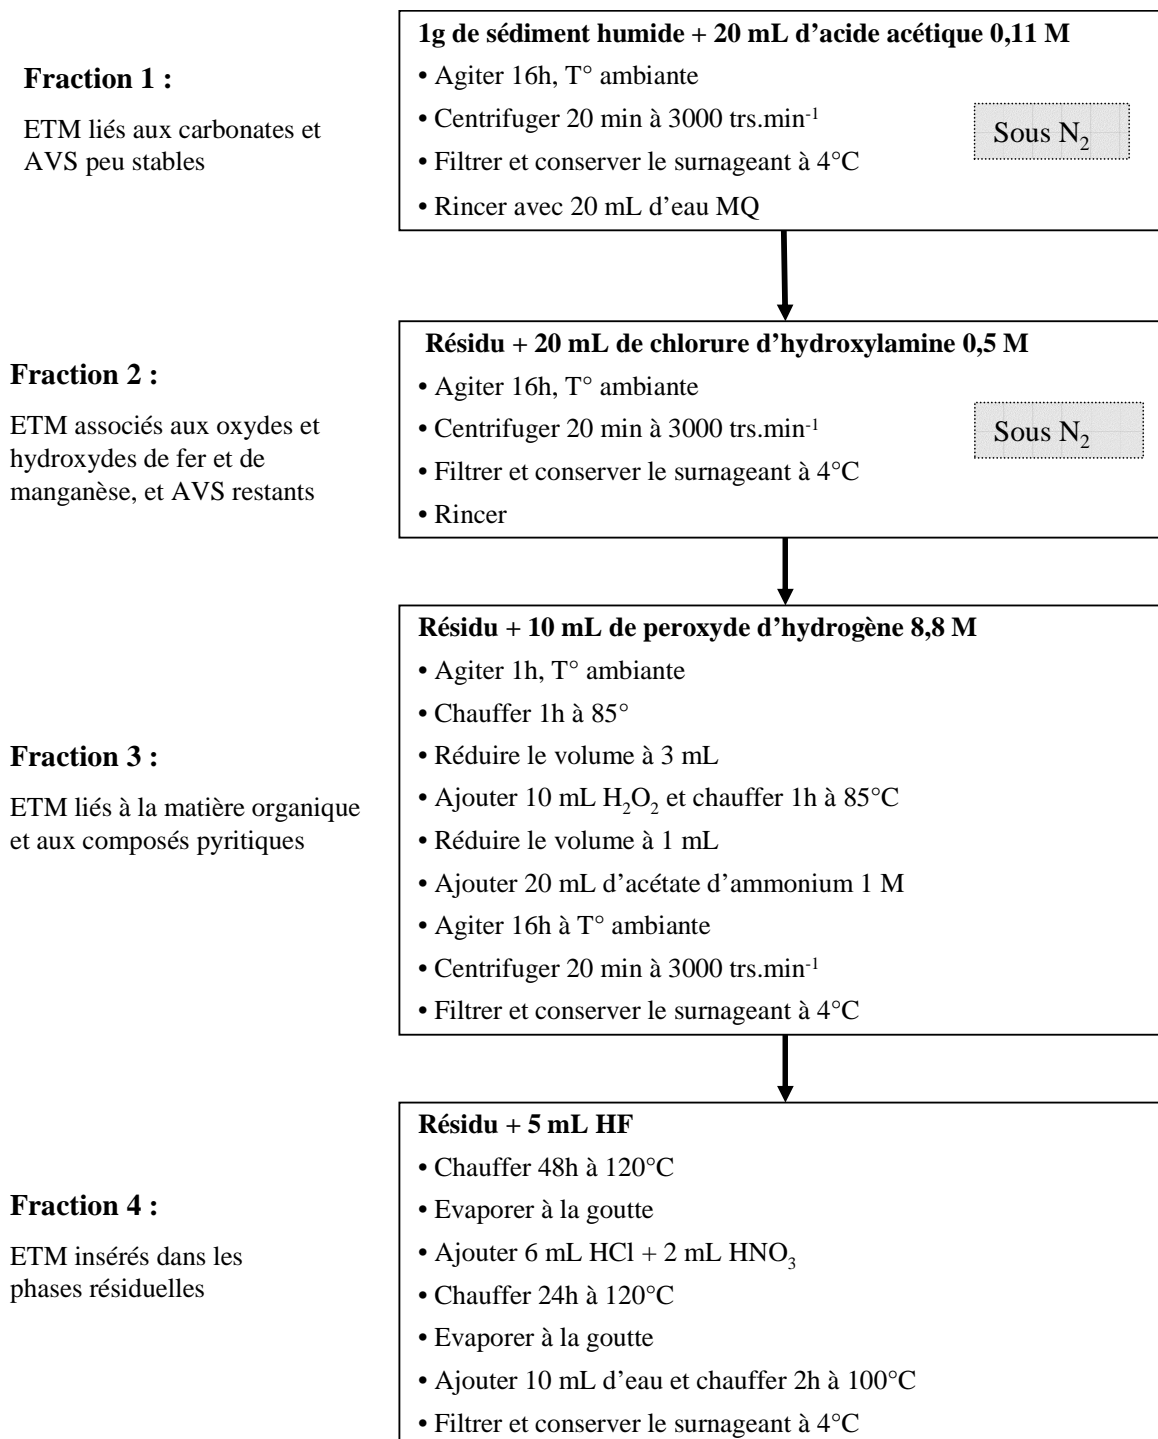 Fraction 1 :
ETM liés aux carbonates et
AVS peu stables
1g de sédiment humide + 20 mL d’acide acétique 0,11 M
• Agiter 16h, T° ambiante
• Centrifuger 20 min à 3000 trs.min-1
• Filtrer et conserver le surnageant à 4°C
• Rincer avec 20 mL d’eau MQ
Sous N2
Fraction 2 :
ETM associés aux oxydes et
hydroxydes de fer et de
manganèse, et AVS restants
Résidu + 20 mL de chlorure d’hydroxylamine 0,5 M
• Agiter 16h, T° ambiante
• Centrifuger 20 min à 3000 trs.min-1
• Filtrer et conserver le surnageant à 4°C
• Rincer
Sous N2
Fraction 3 :
ETM liés à la matière organique
et aux composés pyritiques
Résidu + 10 mL de peroxyde d’hydrogène 8,8 M
• Agiter 1h, T° ambiante
• Chauffer 1h à 85°
• Réduire le volume à 3 mL
• Ajouter 10 mL H2O2 et chauffer 1h à 85°C
• Réduire le volume à 1 mL
• Ajouter 20 mL d’acétate d’ammonium 1 M
• Agiter 16h à T° ambiante
• Centrifuger 20 min à 3000 trs.min-1
• Filtrer et conserver le surnageant à 4°C
Fraction 4 :
ETM insérés dans les
phases résiduelles
Résidu + 5 mL HF
• Chauffer 48h à 120°C
• Evaporer à la goutte
• Ajouter 6 mL HCl + 2 mL HNO3
• Chauffer 24h à 120°C
• Evaporer à la goutte
• Ajouter 10 mL d’eau et chauffer 2h à 100°C
• Filtrer et conserver le surnageant à 4°C